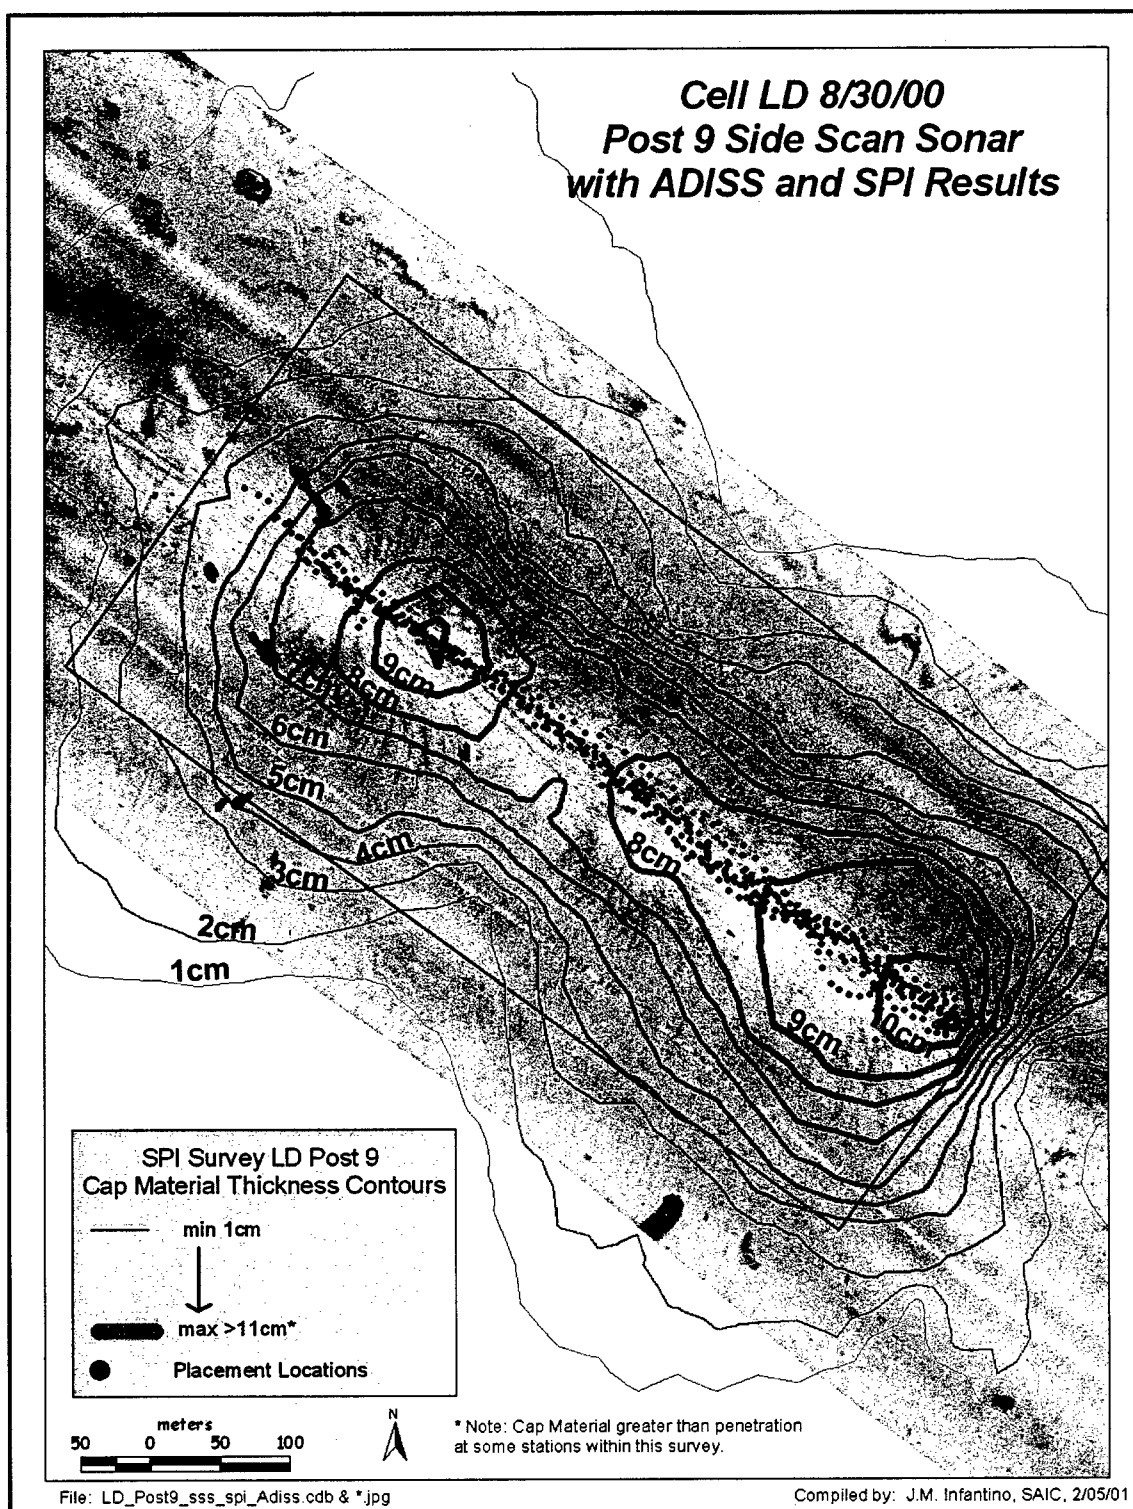 Cell LD 8/30/00
Post 9 Side Scan Sonar
with ADISS and SPI Results
9cm
8cm
7cm
6cm
5cm
4cm
3cm
2cm
1cm
8cm
9cm
SPI Survey LD Post 9
Cap Material Thickness Contours
min 1cm
max >11cm*
Placement Locations
meters
50 0 50 100
N
* Note: Cap Material greater than penetration
at some stations within this survey.
File: LD_Post9_sss_spi_Adiss.cdb & *.jpg
Compiled by: J.M. Infantino, SAIC, 2/05/01